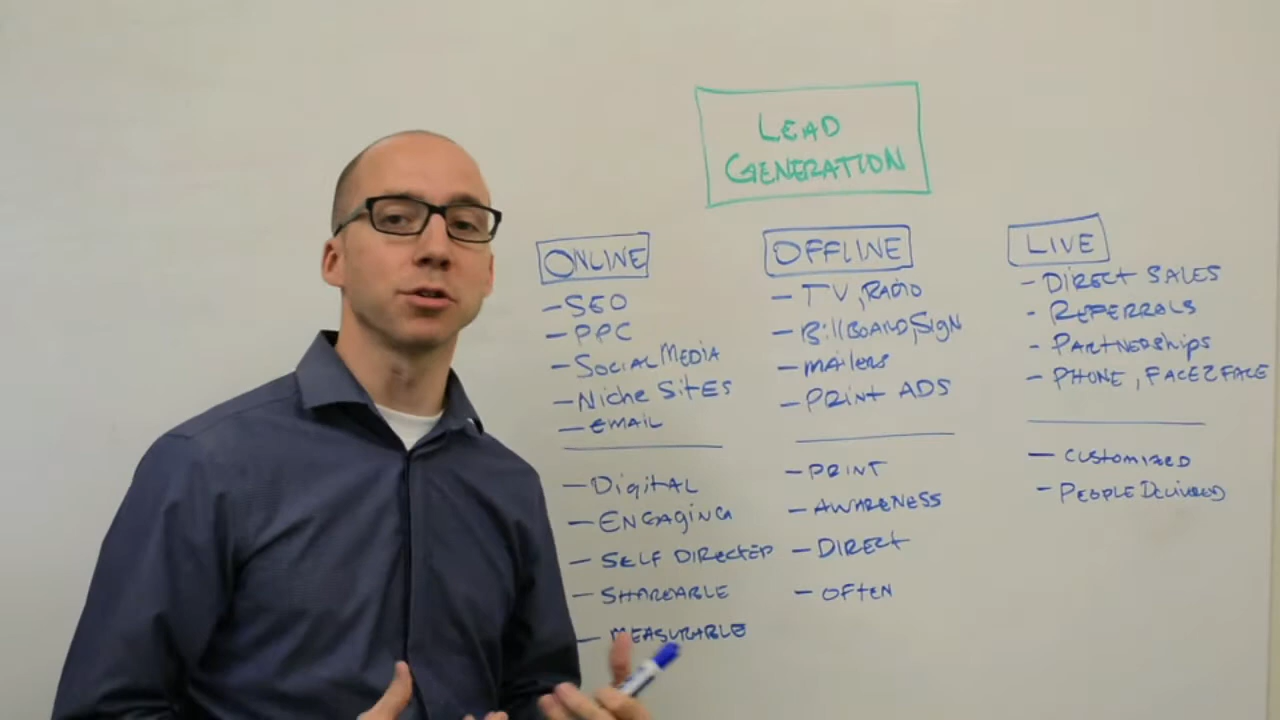 LEAD
GENERATION
ONLINE
- SEO
- PPC
- SOCIAL MEDIA
- NICHE SITES
- EMAIL
- DIGITAL
- ENGAGING
- SELF DIRECTED
- SHAREABLE
- MEASURABLE
OFFLINE
- TV, RADIO
- BILLBOARD, SIGN
- MAILERS
- PRINT ADS
- PRINT
- AWARENESS
- DIRECT
- OFTEN
LIVE
- DIRECT SALES
- REFERRALS
- PARTNERSHIPS
- PHONE, FACE2FACE
- CUSTOMIZED
- PEOPLE DELIVERED